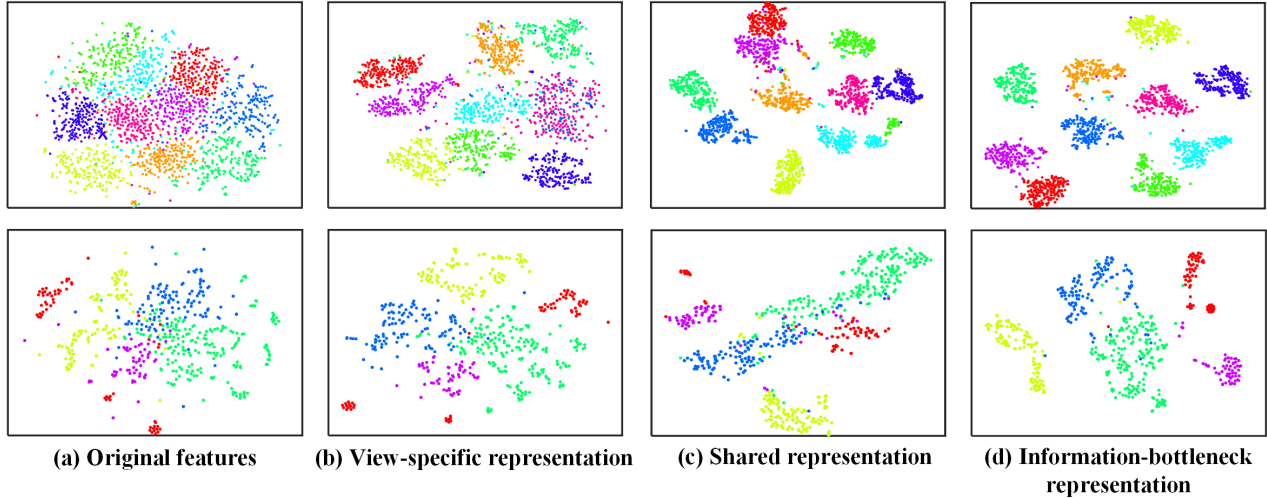 (a) Original features
(b) View-specific representation
(c) Shared representation
(d) Information-bottleneck
representation